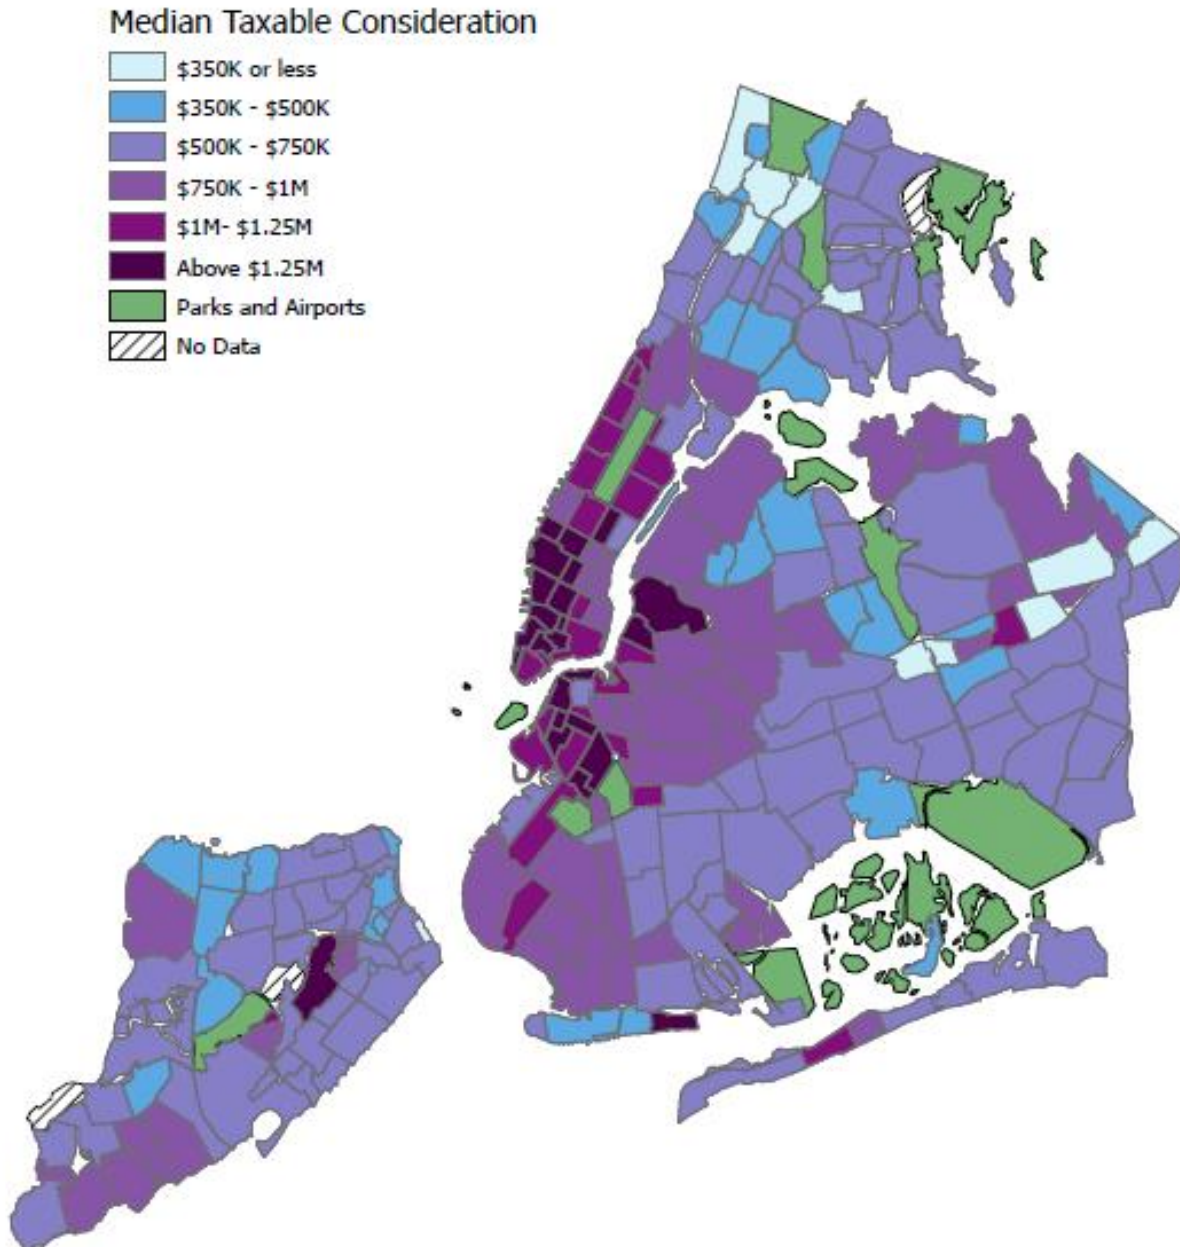 Median Taxable Consideration
$350K or less
$350K - $500K
$500K - $750K
$750K - $1M
$1M- $1.25M
Above $1.25M
Parks and Airports
No Data